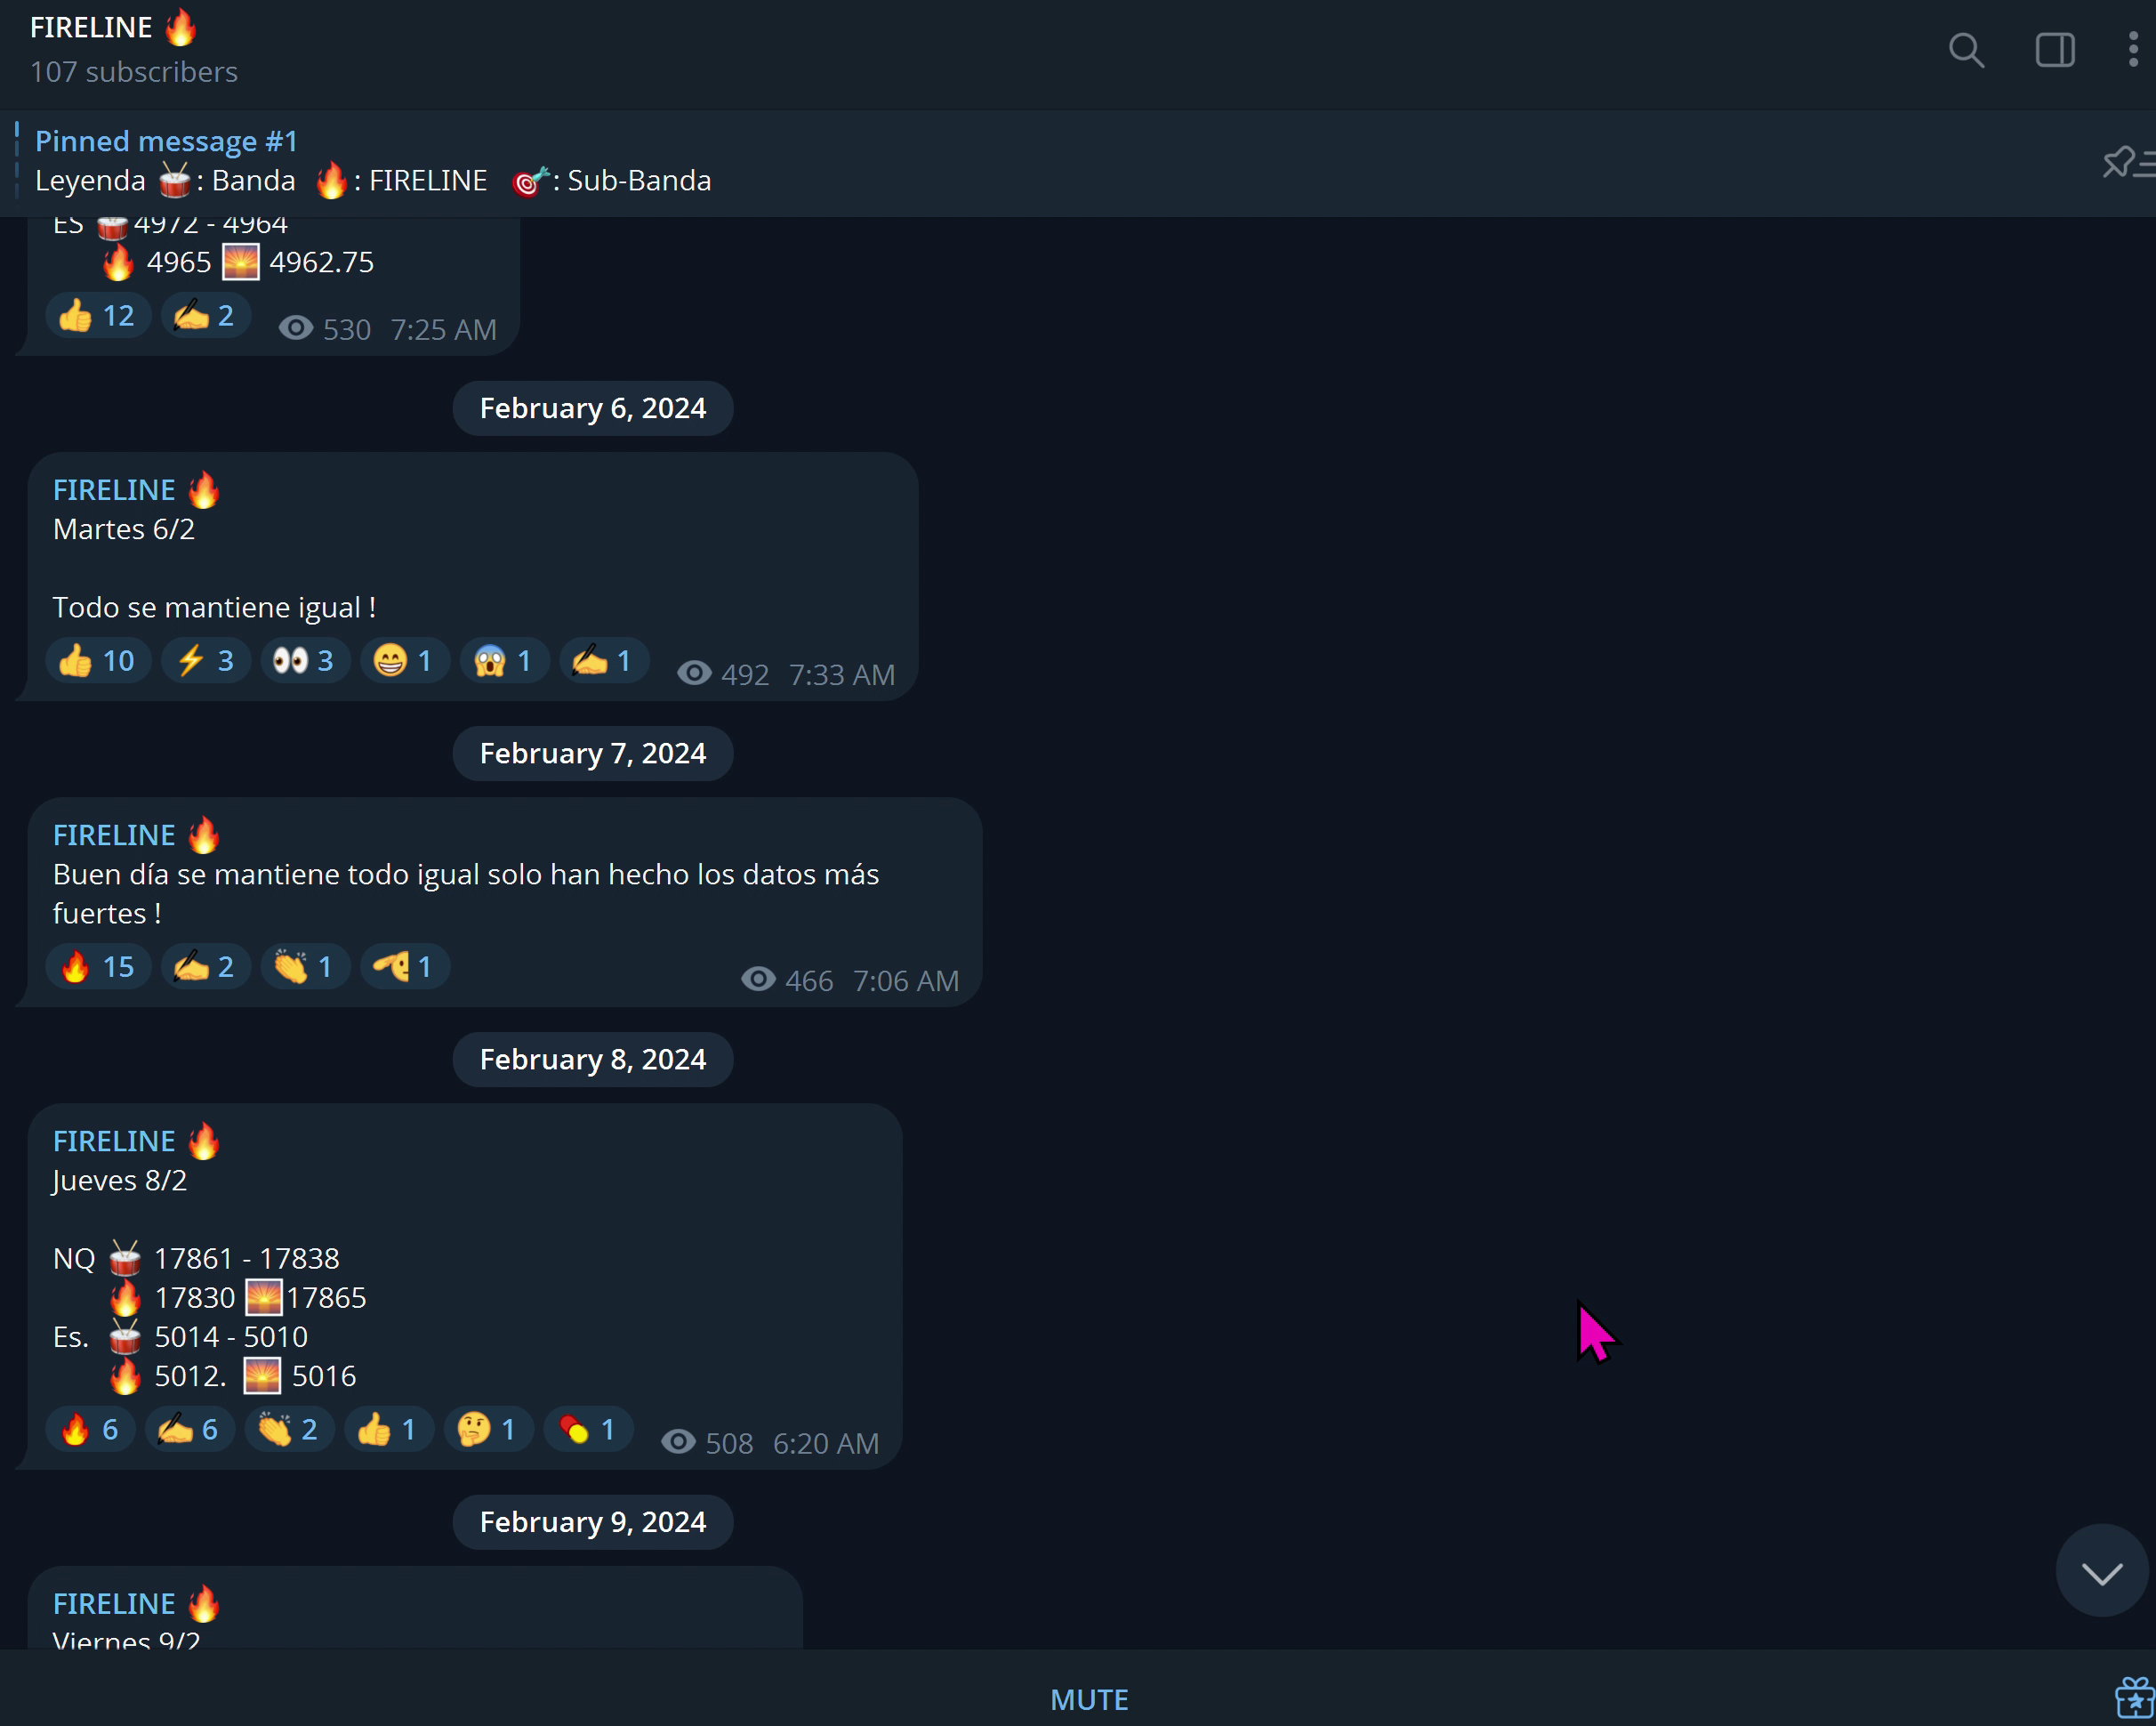 FIRELINE 🔥
107 subscribers
Pinned message #1
Leyenda 🥁: Banda 🔥: FIRELINE 🎯: Sub-Banda
ES 🥁4972 - 4964
🔥 4965 🌅 4962.75
👍 12 ✍️ 2 530 7:25 AM
February 6, 2024
FIRELINE 🔥
Martes 6/2
Todo se mantiene igual !
👍 10 ⚡ 3 👀 3 😁 1 😱 1 ✍️ 1 492 7:33 AM
February 7, 2024
FIRELINE 🔥
Buen día se mantiene todo igual solo han hecho los datos más
fuertes !
🔥 15 ✍️ 2 👏 1 🫡 1 466 7:06 AM
February 8, 2024
FIRELINE 🔥
Jueves 8/2
NQ 🥁 17861 - 17838
🔥 17830 🌅17865
Es. 🥁 5014 - 5010
🔥 5012. 🌅 5016
🔥 6 ✍️ 6 👏 2 👍 1 🤔 1 💊 1 508 6:20 AM
February 9, 2024
FIRELINE 🔥
Viernes 9/2
MUTE